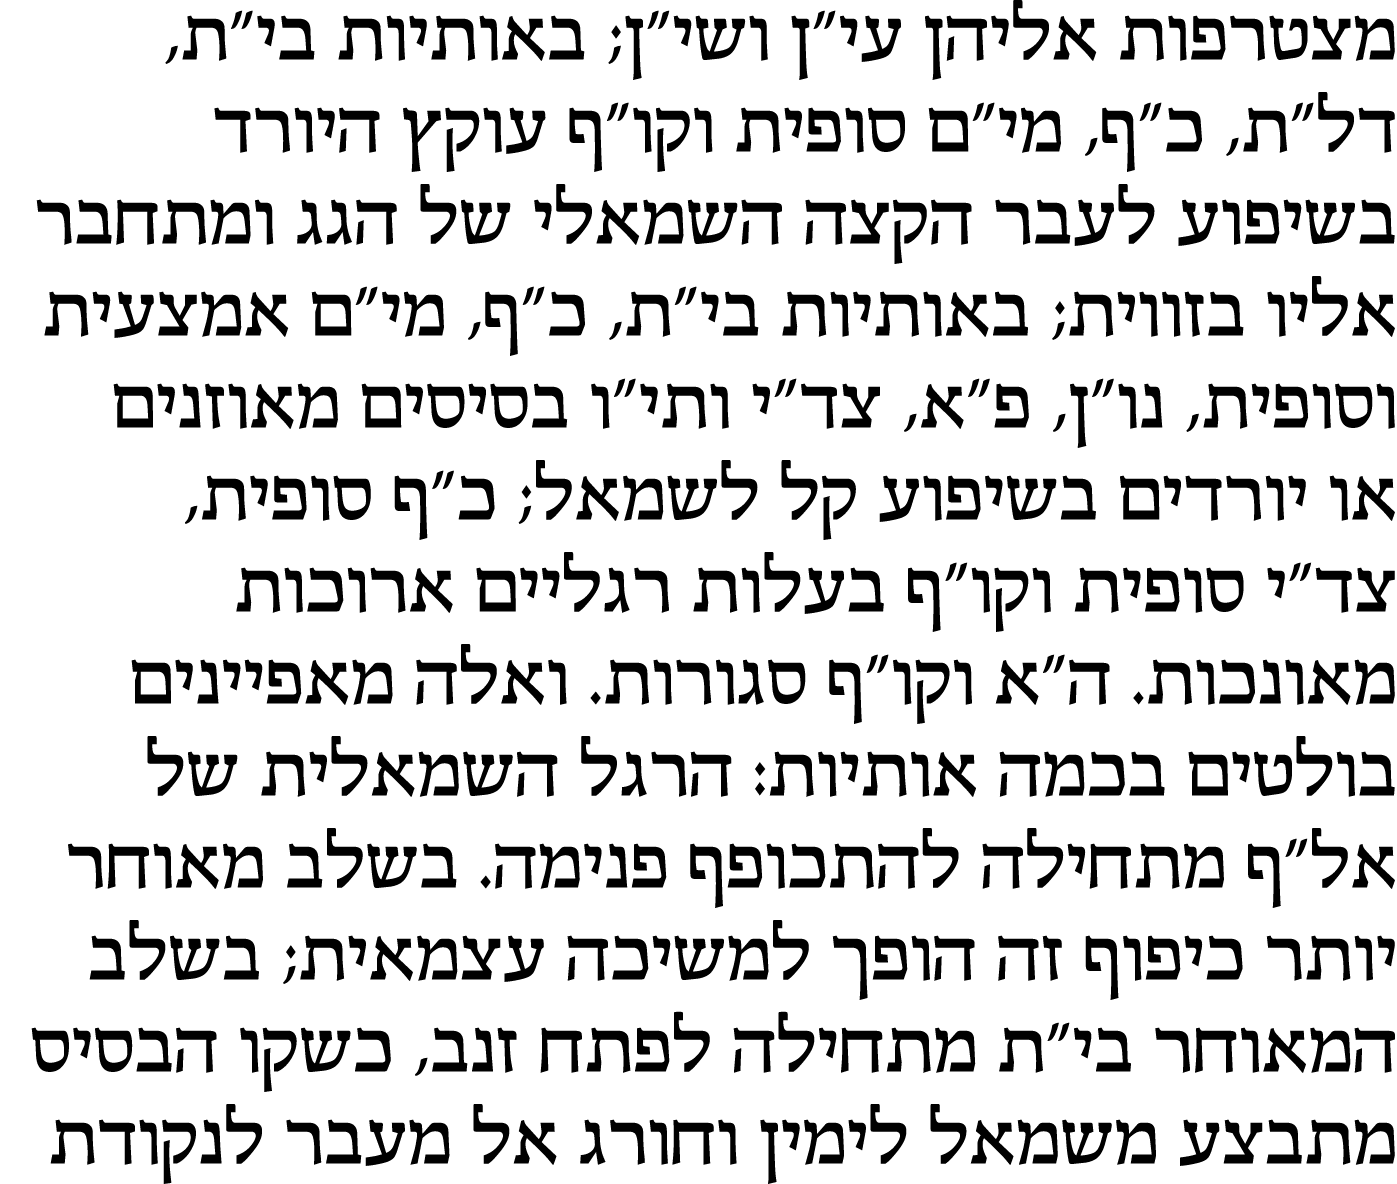 מצטרפות אליהן עי״ן ושי״ן; באותיות בי״ת,
דל״ת, כ״ף, מי״ם סופית וקו״ף עוקץ היורד
בשיפוע לעבר הקצה השמאלי של הגג ומתחבר
אליו בזווית; באותיות בי״ת, כ״ף, מי״ם אמצעית
וסופית, נו״ן, פ״א, צד״י ותי״ו בסיסים מאוזנים
או יורדים בשיפוע קל לשמאל; כ״ף סופית,
צד״י סופית וקו״ף בעלות רגליים ארוכות
מאונכות. ה״א וקו״ף סגורות. ואלה מאפיינים
בולטים בכמה אותיות: הרגל השמאלית של
אל״ף מתחילה להתכופף פנימה. בשלב מאוחר
יותר כיפוף זה הופך למשיכה עצמאית; בשלב
המאוחר בי״ת מתחילה לפתח זנב, כשקו הבסיס
מתבצע משמאל לימין וחורג אל מעבר לנקודת